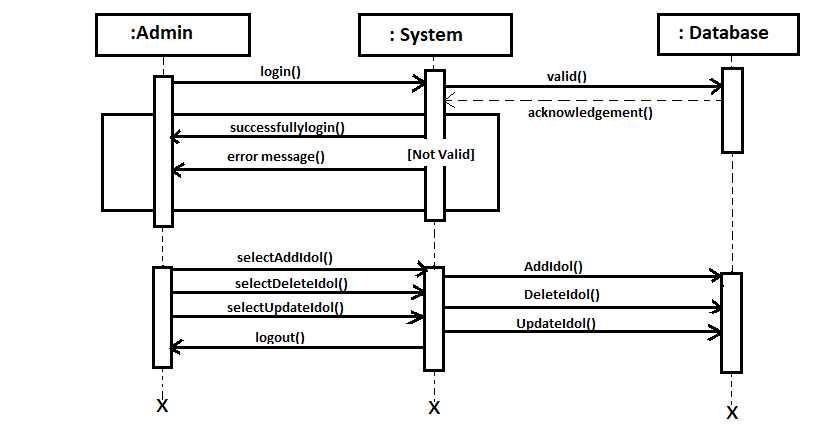 :Admin
: System
: Database
login()
valid()
acknowledgement()
successfullylogin()
[Not Valid]
error message()
selectAddIdol()
AddIdol()
selectDeleteIdol()
DeleteIdol()
selectUpdateIdol()
UpdateIdol()
logout()
X
X
X